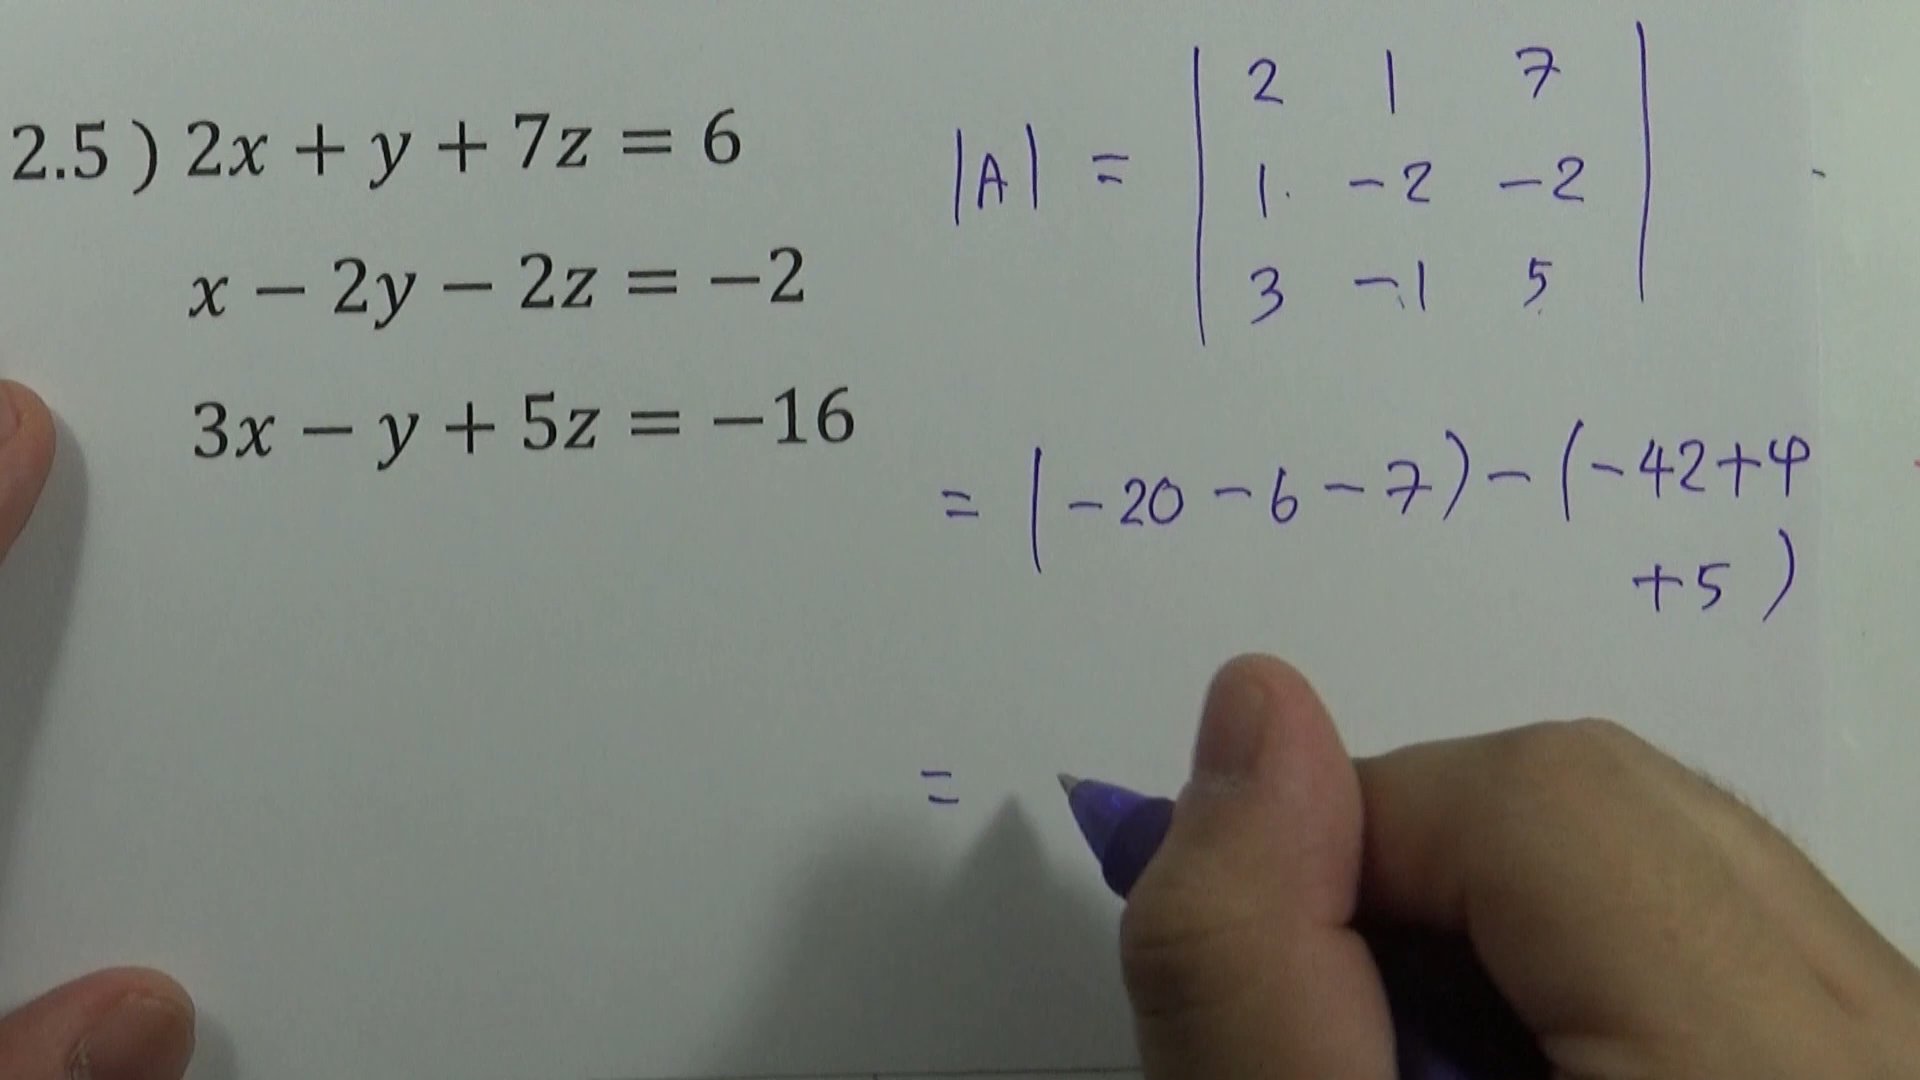 2.5 ) 2x + y + 7z = 6
x − 2y − 2z = −2
3x − y + 5z = −16
|A| = | 2 1 7 |
1 -2 -2
3 -1 5
= (-20 - 6 - 7) - (-42 + 4
+5 )
=